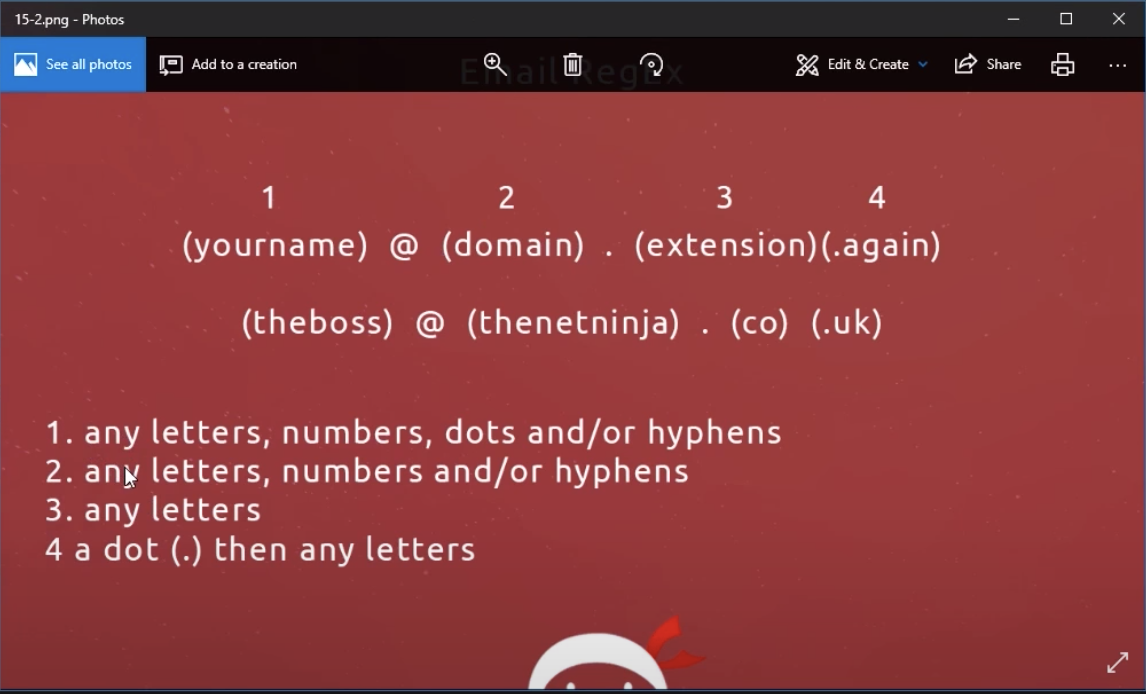 15-2.png - Photos
See all photos
Add to a creation
Edit & Create
Share
Email RegEx
1 2 3 4
(yourname) @ (domain) . (extension)(.again)
(theboss) @ (thenetninja) . (co) (.uk)
1. any letters, numbers, dots and/or hyphens
2. any letters, numbers and/or hyphens
3. any letters
4 a dot (.) then any letters